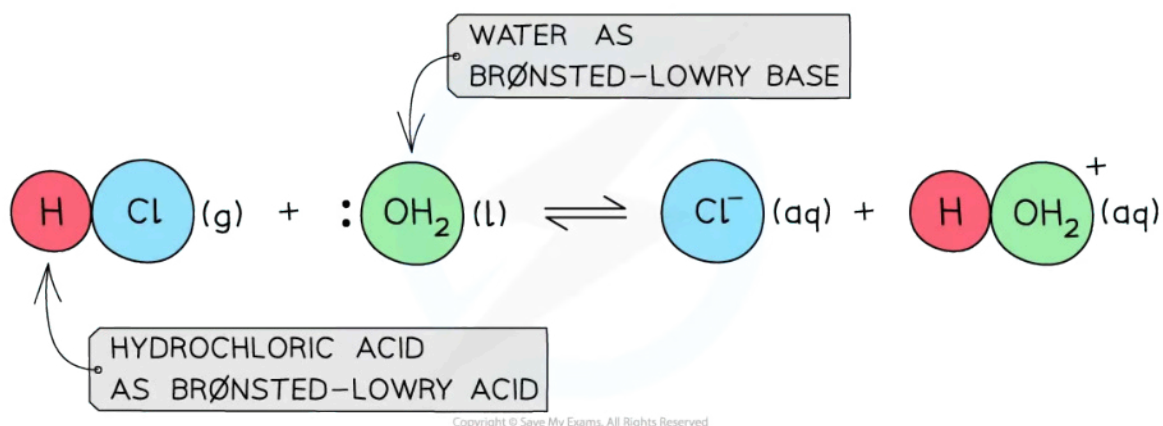 WATER AS
BRØNSTED-LOWRY BASE
H Cl (g) + : OH₂ (l) ⇌ Cl⁻ (aq) + H OH₂⁺ (aq)
HYDROCHLORIC ACID
AS BRØNSTED-LOWRY ACID
Copyright © Save My Exams. All Rights Reserved